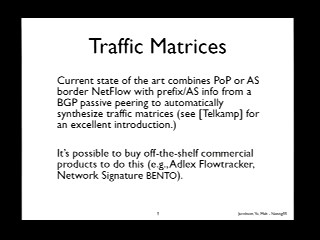 Traffic Matrices
Current state of the art combines PoP or AS
border NetFlow with prefix/AS info from a
BGP passive peering to automatically
synthesize traffic matrices (see [Telkamp] for
an excellent introduction.)
It's possible to buy off-the-shelf commercial
products to do this (e.g., Adlex Flowtracker,
Network Signature BENTO).